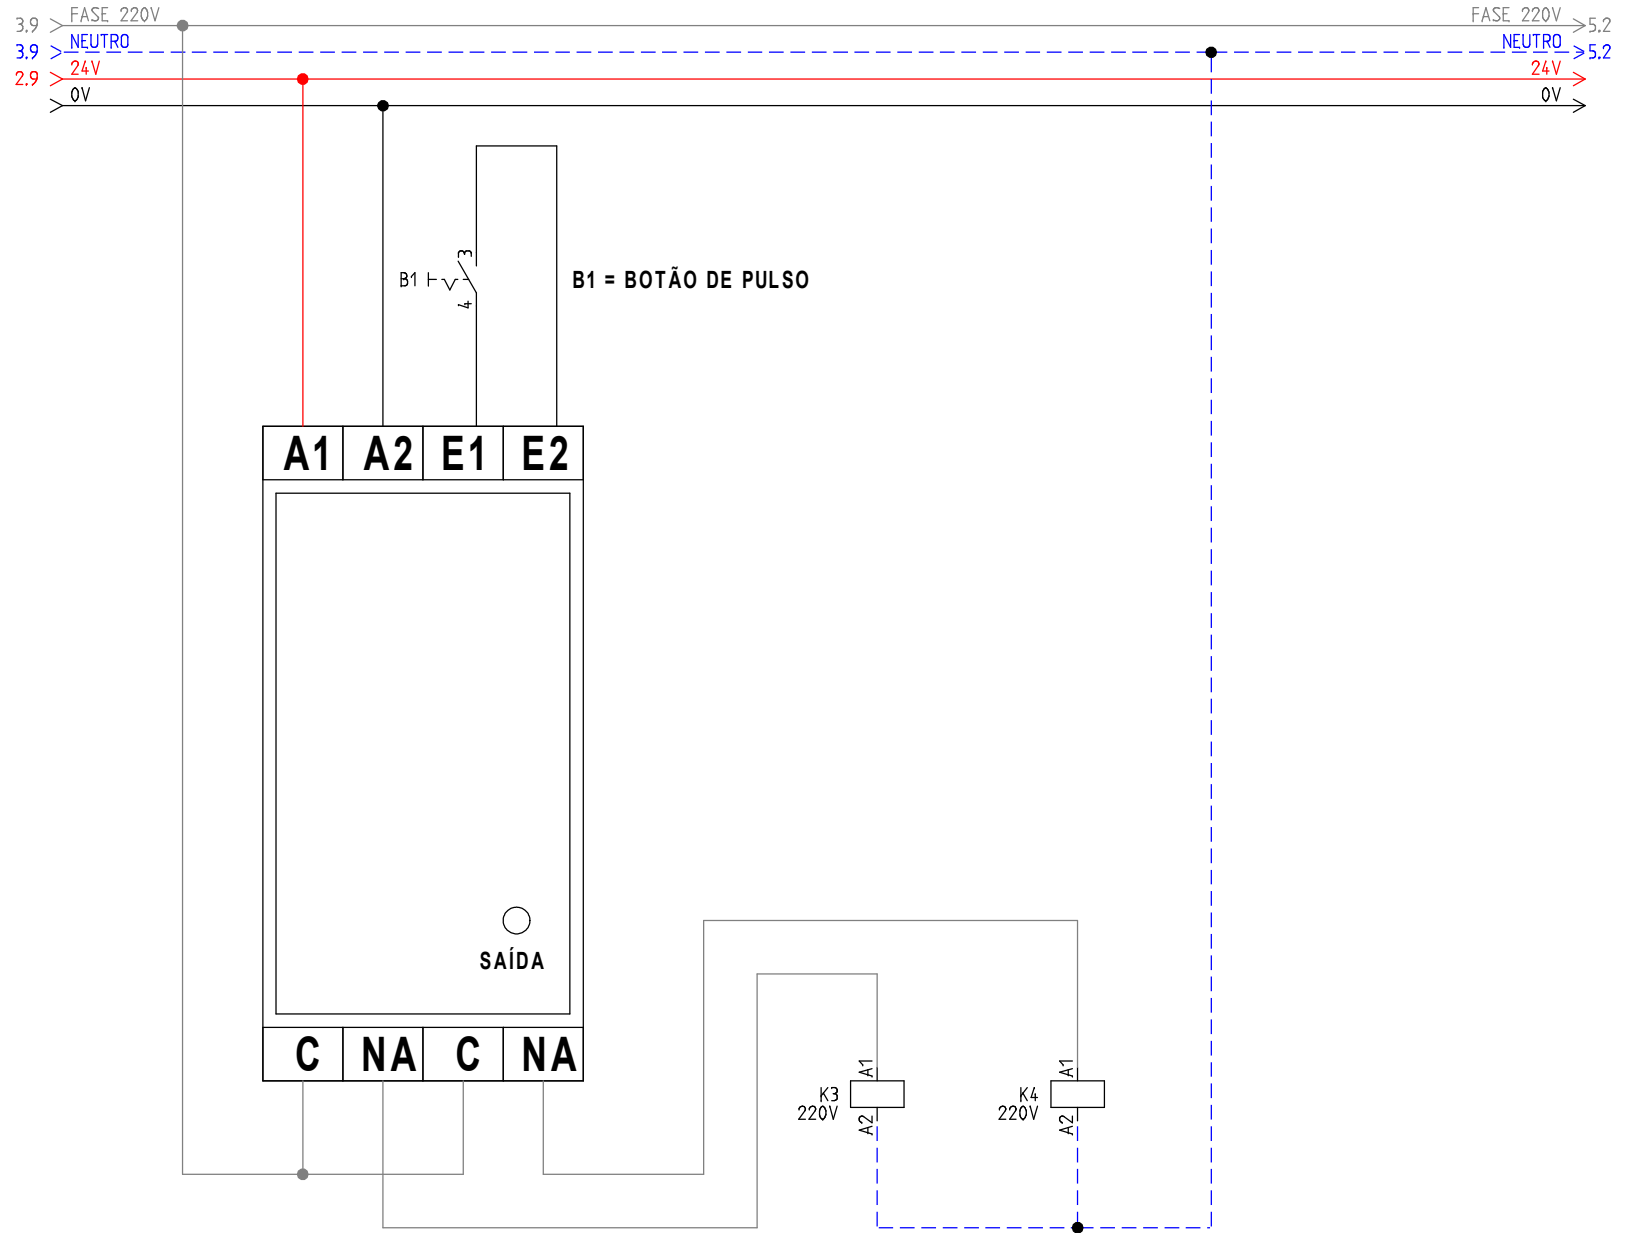 3.9 FASE 220V FASE 220V 5.2
3.9 NEUTRO NEUTRO 5.2
2.9 24V 24V
0V 0V
3
B1 B1 = BOTÃO DE PULSO
4
A1 A2 E1 E2
SAÍDA
C NA C NA
A1 A1
K3 K4
220V 220V
A2 A2